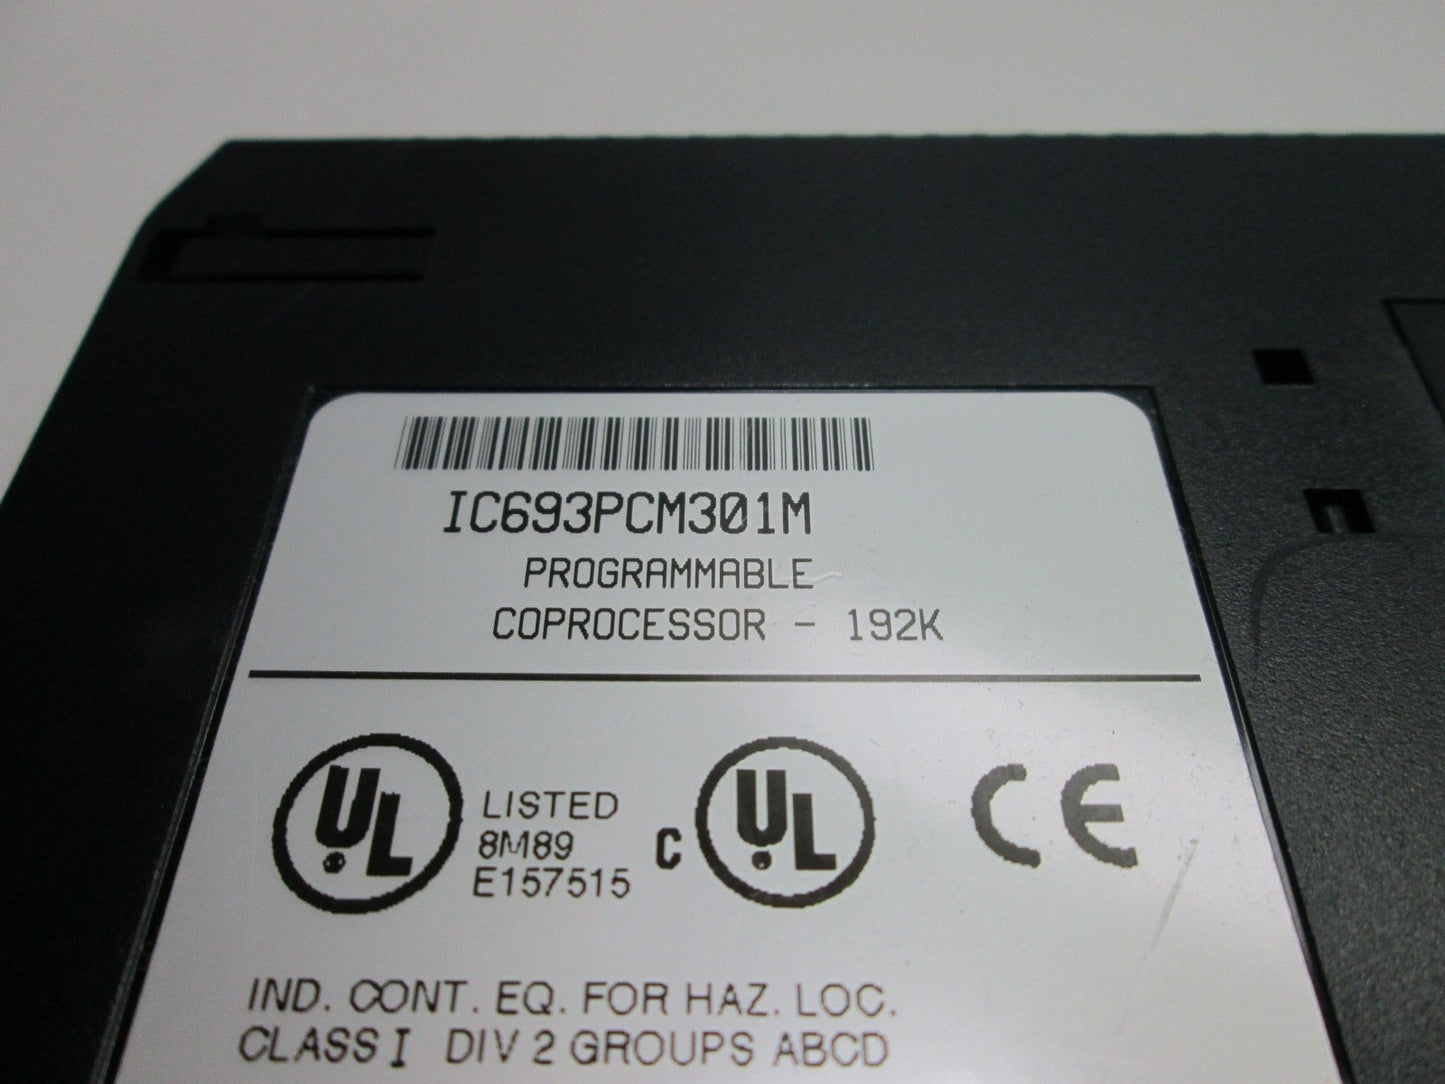 IC693PCM301M
PROGRAMMABLE
COPROCESSOR - 192K
UL
LISTED
8M89
E157515
C UL
CE
IND. CONT. EQ. FOR HAZ. LOC.
CLASS I DIV 2 GROUPS ABCD